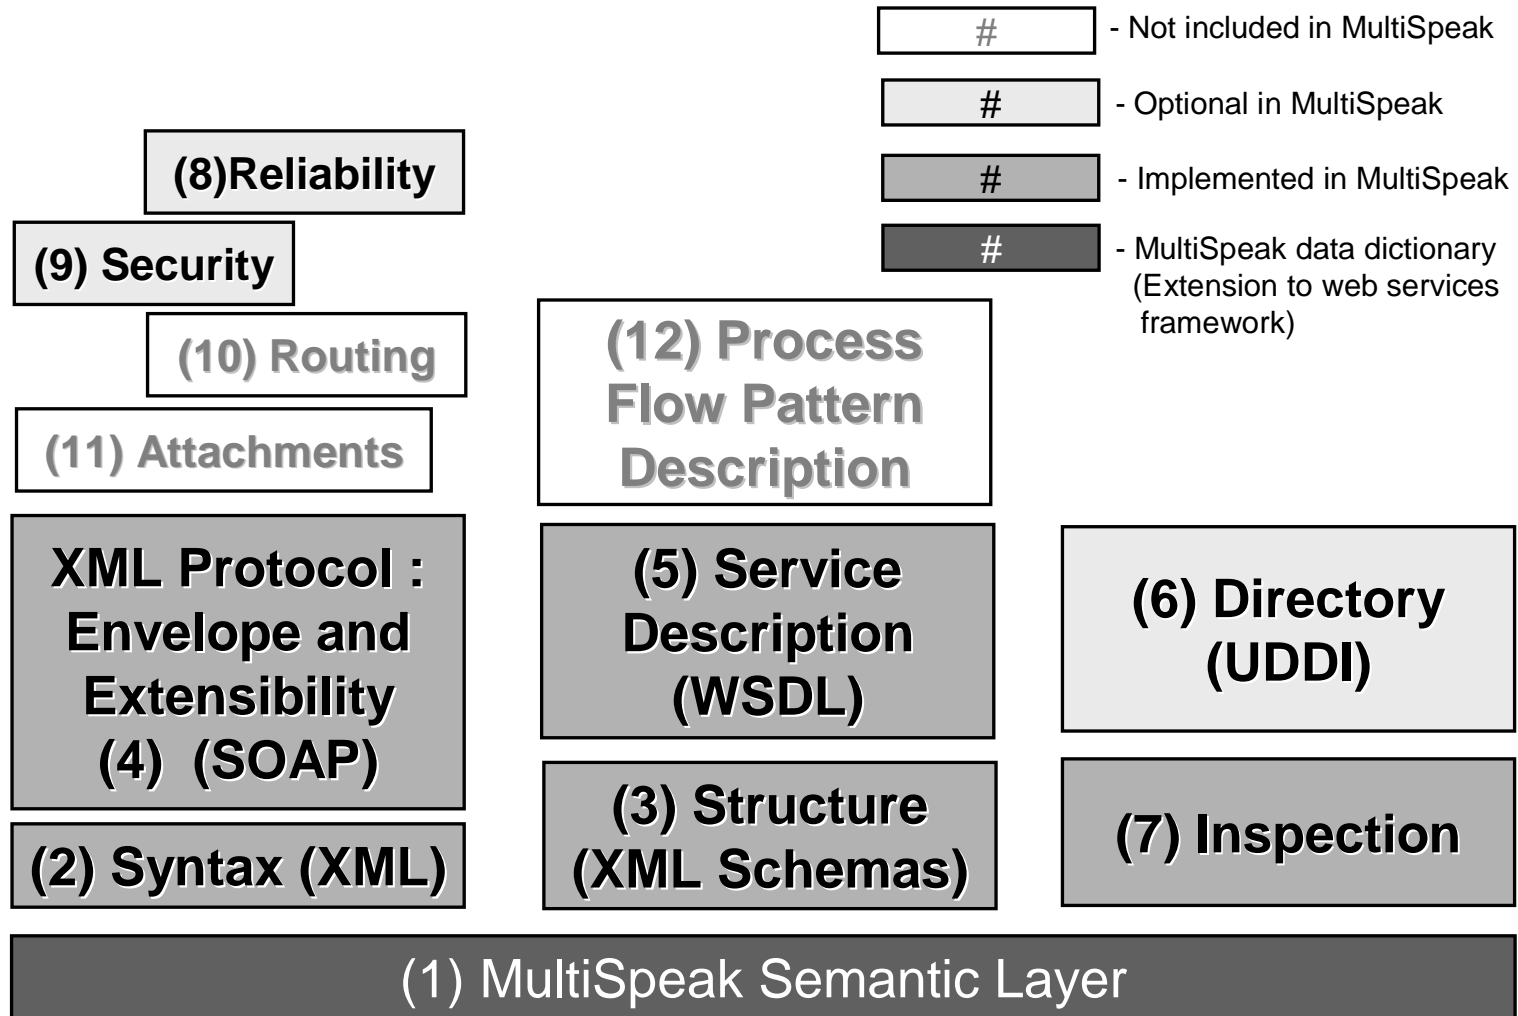 #
- Not included in MultiSpeak
#
- Optional in MultiSpeak
#
- Implemented in MultiSpeak
#
- MultiSpeak data dictionary
(Extension to web services
framework)
(8)Reliability
(9) Security
(10) Routing
(11) Attachments
(12) Process
Flow Pattern
Description
XML Protocol :
Envelope and
Extensibility
(4) (SOAP)
(5) Service
Description
(WSDL)
(6) Directory
(UDDI)
(2) Syntax (XML)
(3) Structure
(XML Schemas)
(7) Inspection
(1) MultiSpeak Semantic Layer